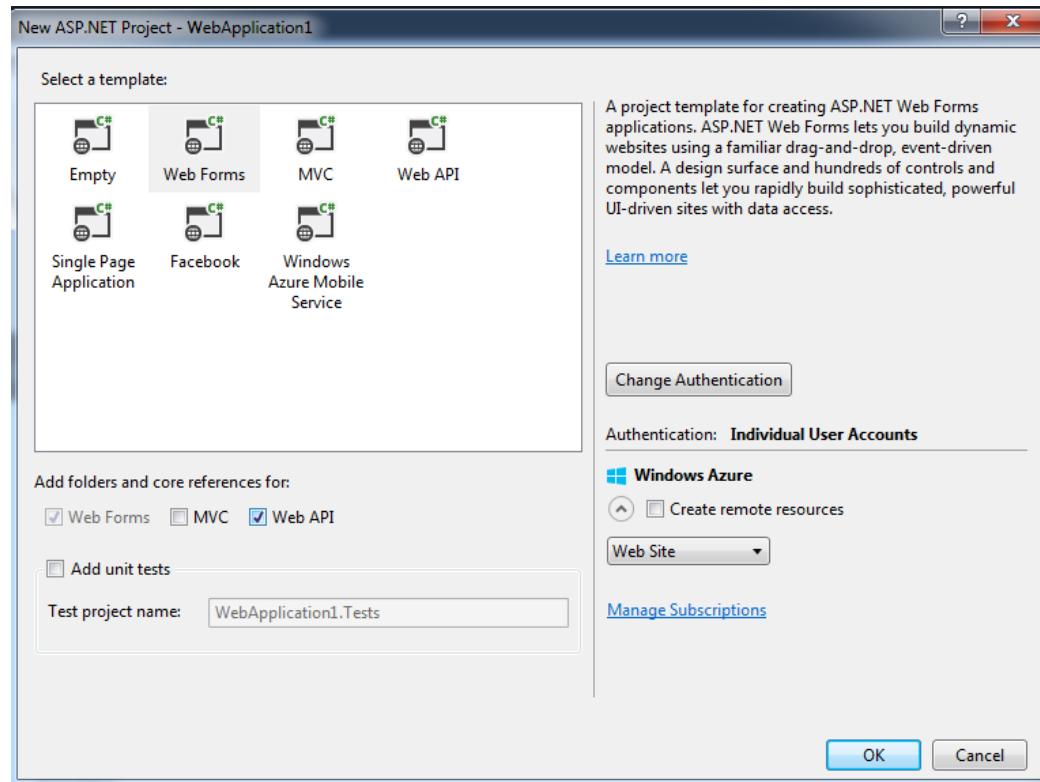 New ASP.NET Project - WebApplication1
?
X
Select a template:
C# C# C# C#
Empty Web Forms MVC Web API
C# C# C#
Single Page Facebook Windows
Application Azure Mobile
Service
A project template for creating ASP.NET Web Forms
applications. ASP.NET Web Forms lets you build dynamic
websites using a familiar drag-and-drop, event-driven
model. A design surface and hundreds of controls and
components let you rapidly build sophisticated, powerful
UI-driven sites with data access.
Learn more
Change Authentication
Authentication: Individual User Accounts
Windows Azure
Create remote resources
Web Site
Manage Subscriptions
Add folders and core references for:
Web Forms MVC Web API
Add unit tests
Test project name: WebApplication1.Tests
OK Cancel